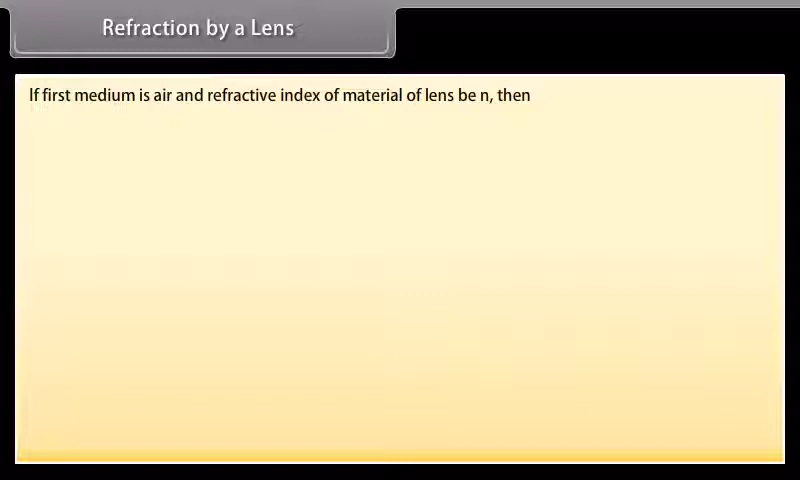 Refraction by a Lens
If first medium is air and refractive index of material of lens be n, then